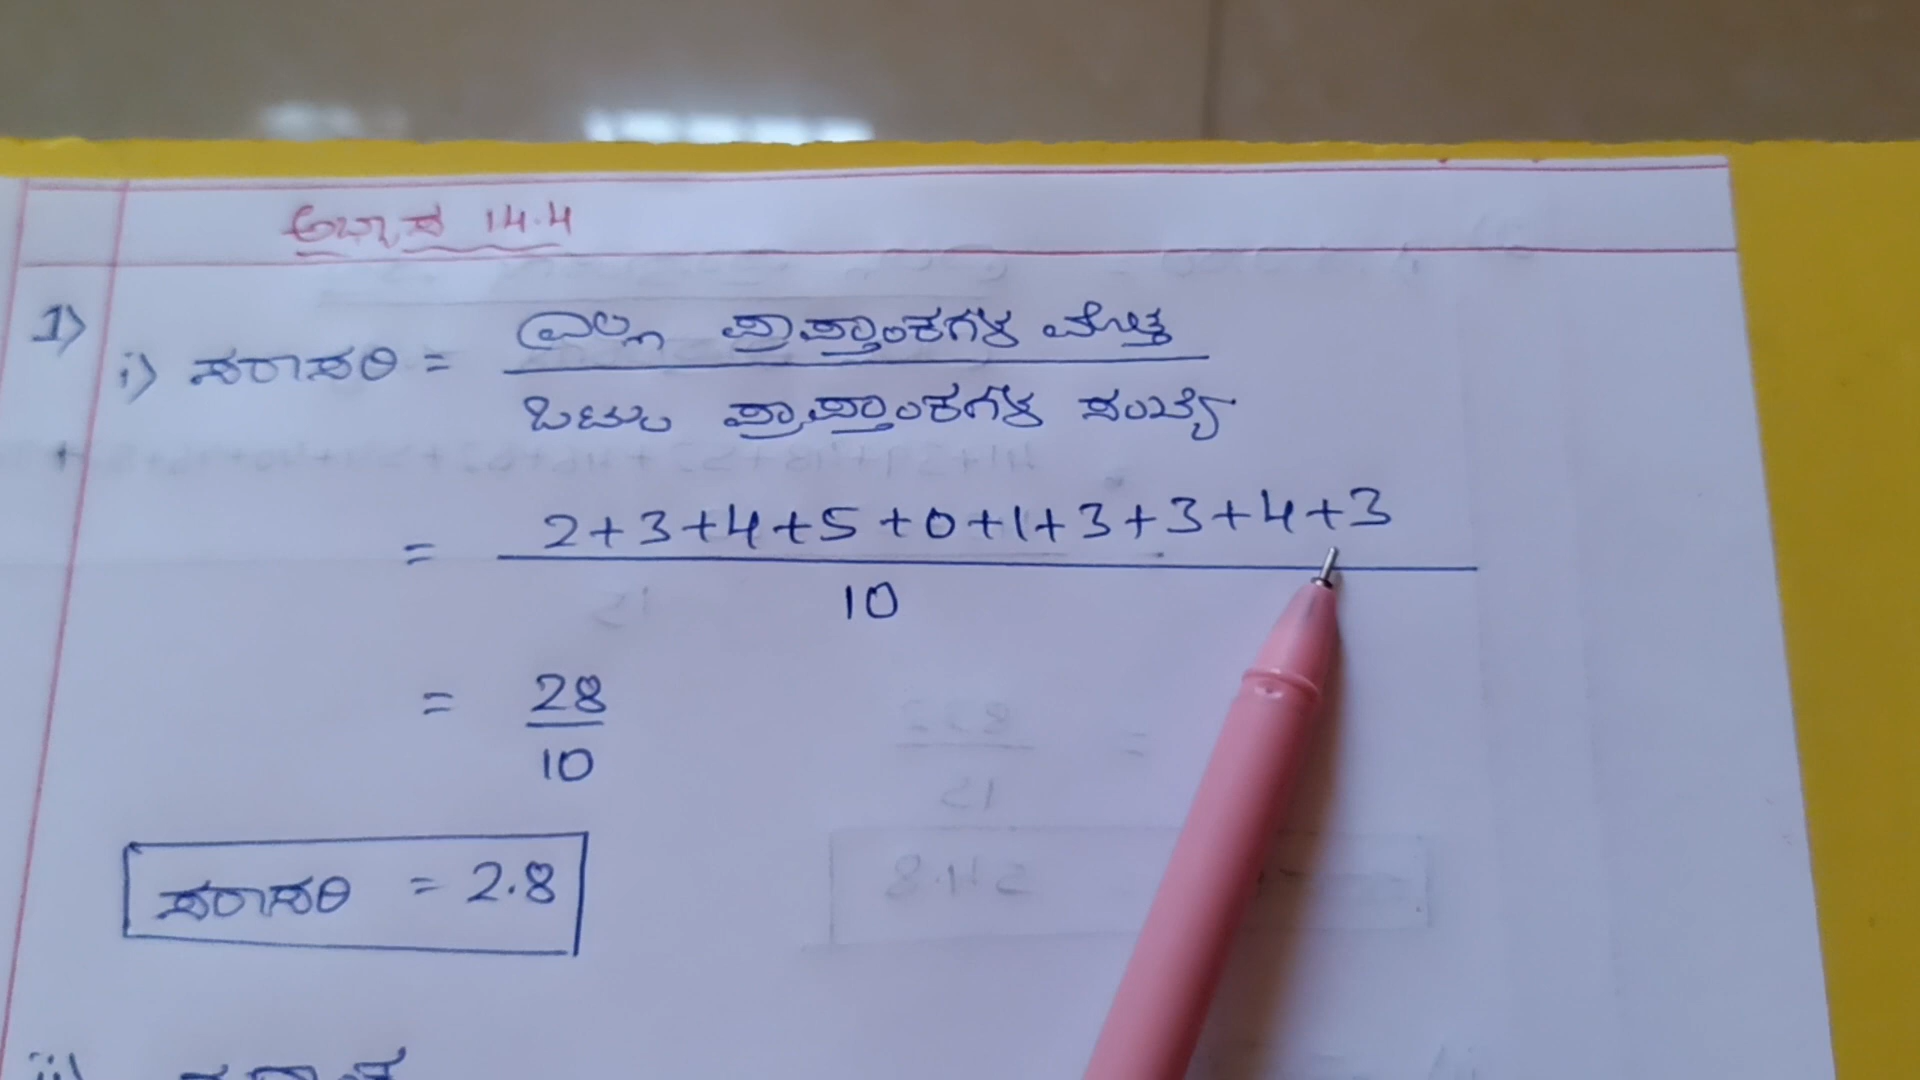 ಅಭ್ಯಾಸ 14.4
1)
i) ಸರಾಸರಿ = ಎಲ್ಲಾ ಪ್ರಾಪ್ತಾಂಕಗಳ ಮೊತ್ತ
ಒಟ್ಟು ಪ್ರಾಪ್ತಾಂಕಗಳ ಸಂಖ್ಯೆ
= 2+3+4+5+0+1+3+3+4+3
10
= 28
10
ಸರಾಸರಿ = 2.8
ii)